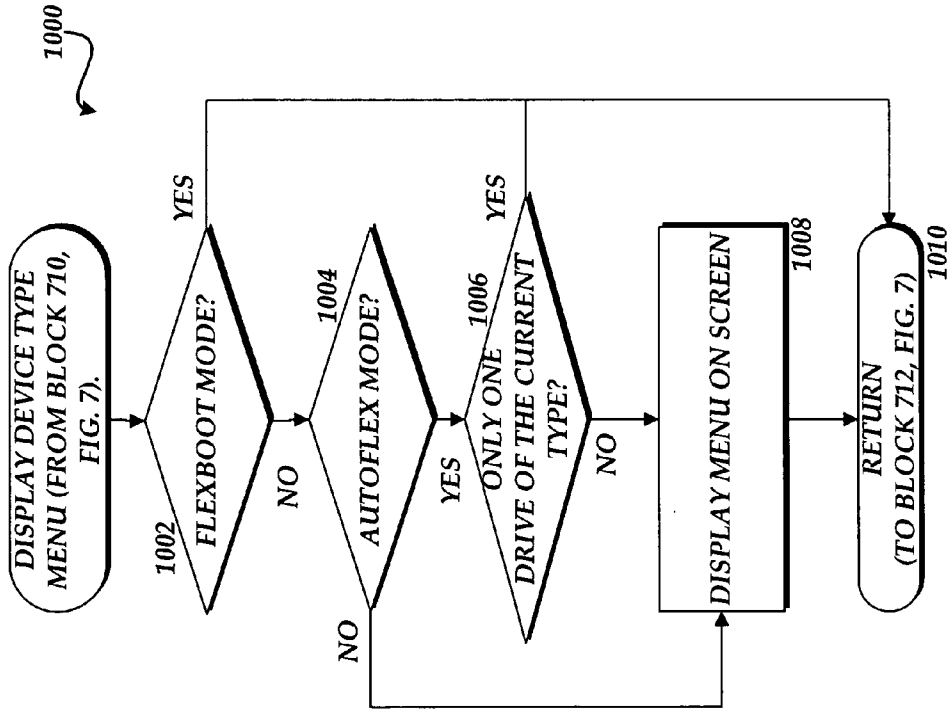 1000
DISPLAY DEVICE TYPE
MENU (FROM BLOCK 710,
FIG. 7).
1002
FLEXBOOT MODE?
YES
NO
1004
AUTOFLEX MODE?
NO
YES
1006
ONLY ONE
DRIVE OF THE CURRENT
TYPE?
YES
NO
DISPLAY MENU ON SCREEN
1008
RETURN
(TO BLOCK 712, FIG. 7)
1010